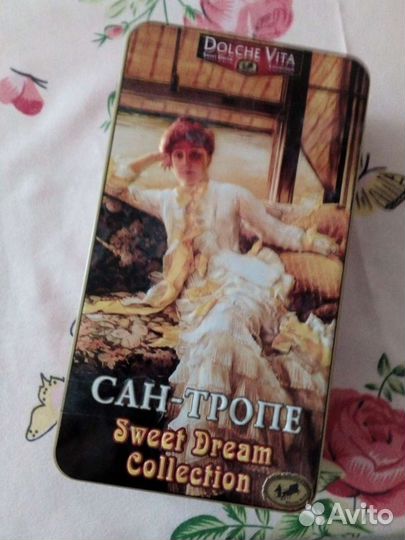 DOLCHE VITA
САН-ТРОПЕ
Sweet Dream
Collection
Avito